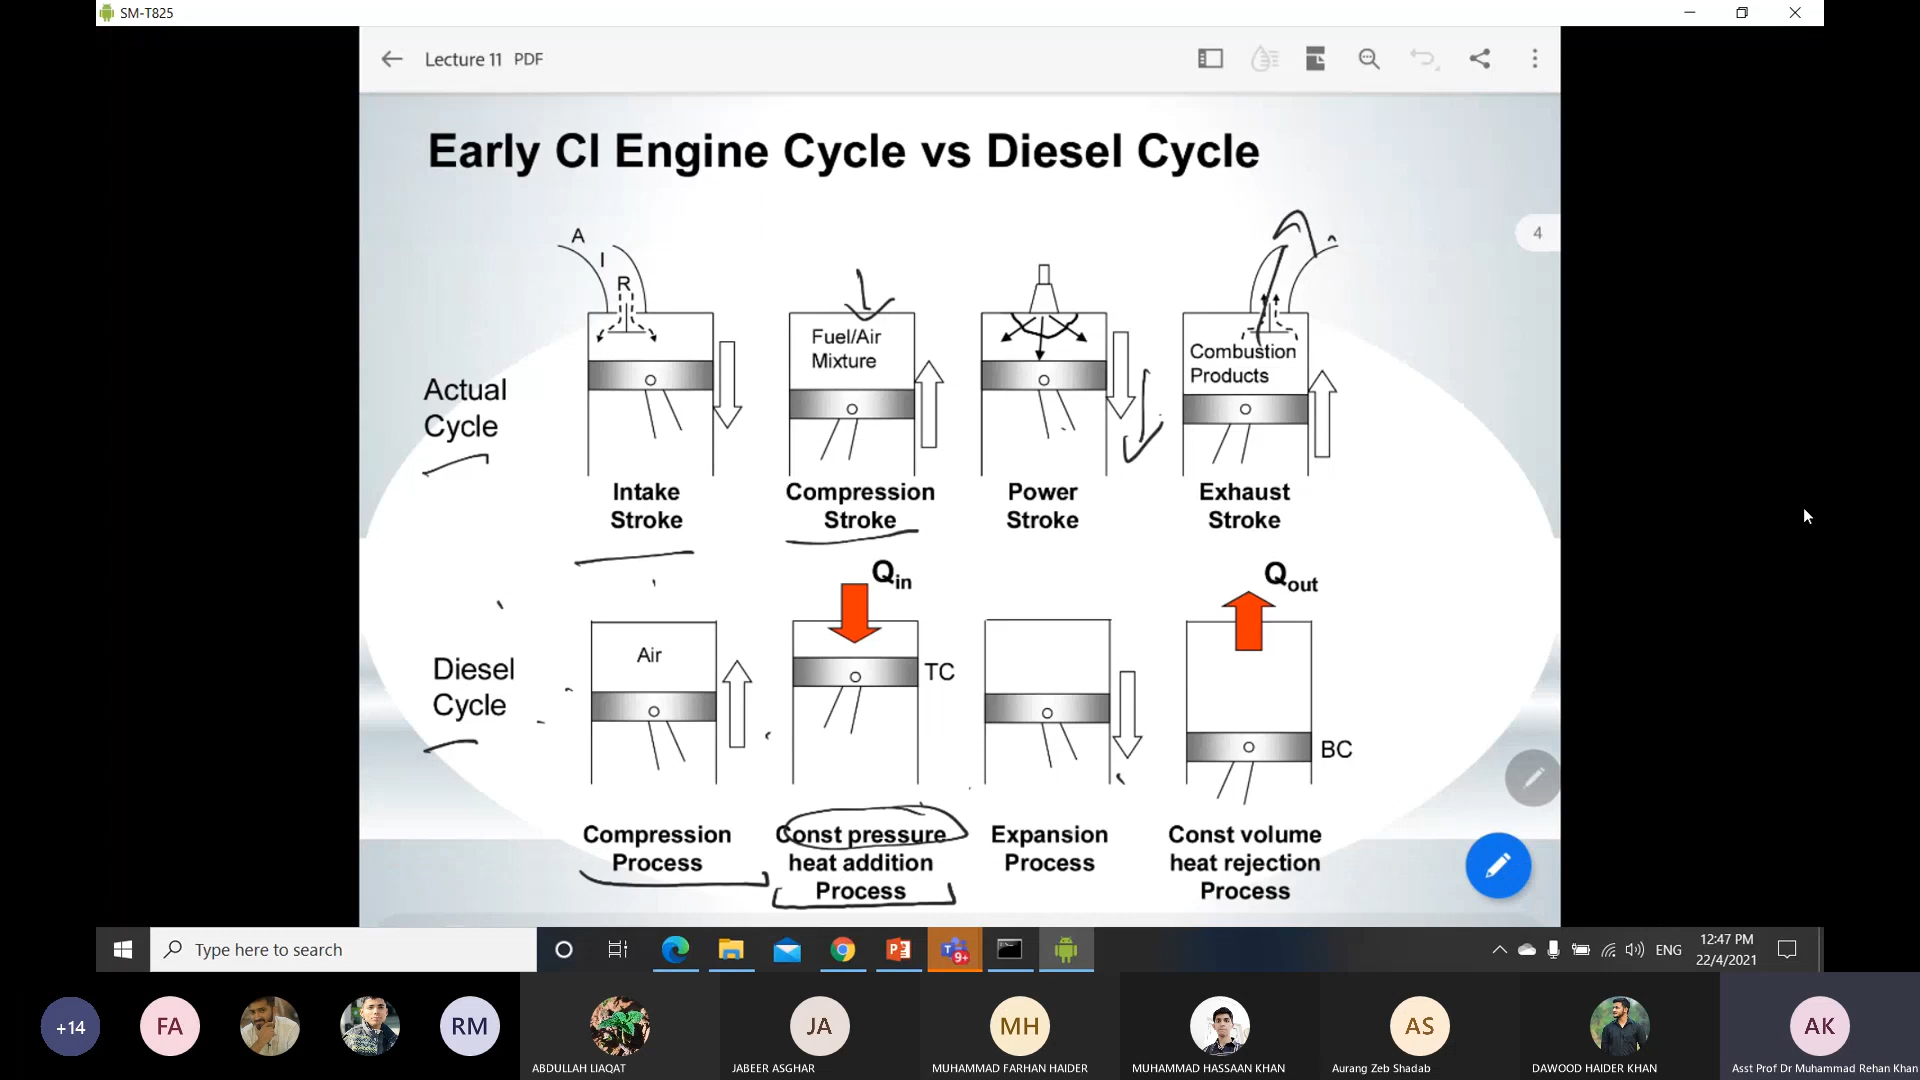 SM-T825
Lecture 11 PDF
Early CI Engine Cycle vs Diesel Cycle
4
A
I
R
Fuel/Air
Mixture
Combustion
Products
Actual
Cycle
Intake
Stroke
Compression
Stroke
Power
Stroke
Exhaust
Stroke
Qin
Qout
Air
TC
BC
Diesel
Cycle
Compression
Process
Const pressure
heat addition
Process
Expansion
Process
Const volume
heat rejection
Process
Type here to search
9+
ENG
12:47 PM
22/4/2021
+14
FA
RM
JA
MH
AS
AK
ABDULLAH LIAQAT
JABEER ASGHAR
MUHAMMAD FARHAN HAIDER
MUHAMMAD HASSAAN KHAN
Aurang Zeb Shadab
DAWOOD HAIDER KHAN
Asst Prof Dr Muhammad Rehan Khan